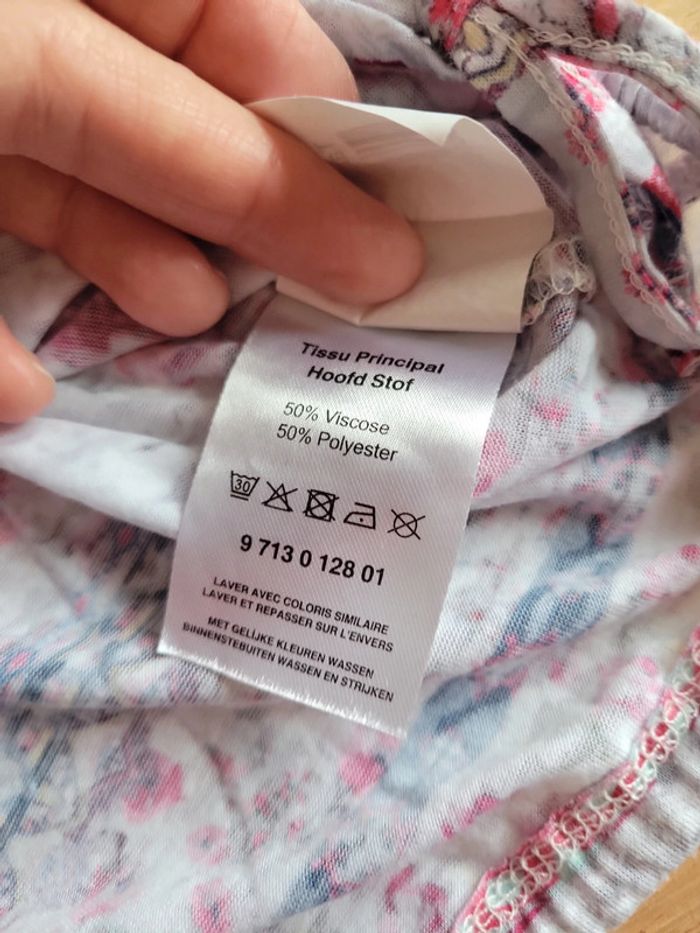 Tissu Principal
Hoofd Stof
50% Viscose
50% Polyester
30
9 713 0 128 01
LAVER AVEC COLORIS SIMILAIRE
LAVER ET REPASSER SUR L'ENVERS
MET GELIJKE KLEUREN WASSEN
BINNENSTEBUITEN WASSEN EN STRIJKEN